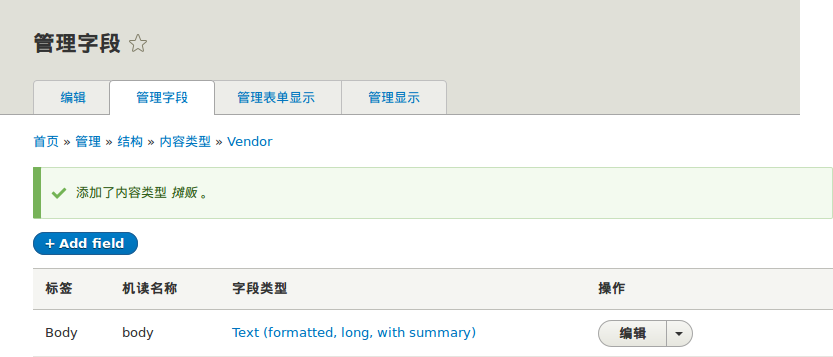 管理字段
编辑 管理字段 管理表单显示 管理显示
首页 » 管理 » 结构 » 内容类型 » Vendor
添加了内容类型 摊贩 。
+ Add field
标签 机读名称 字段类型 操作
Body body Text (formatted, long, with summary) 编辑